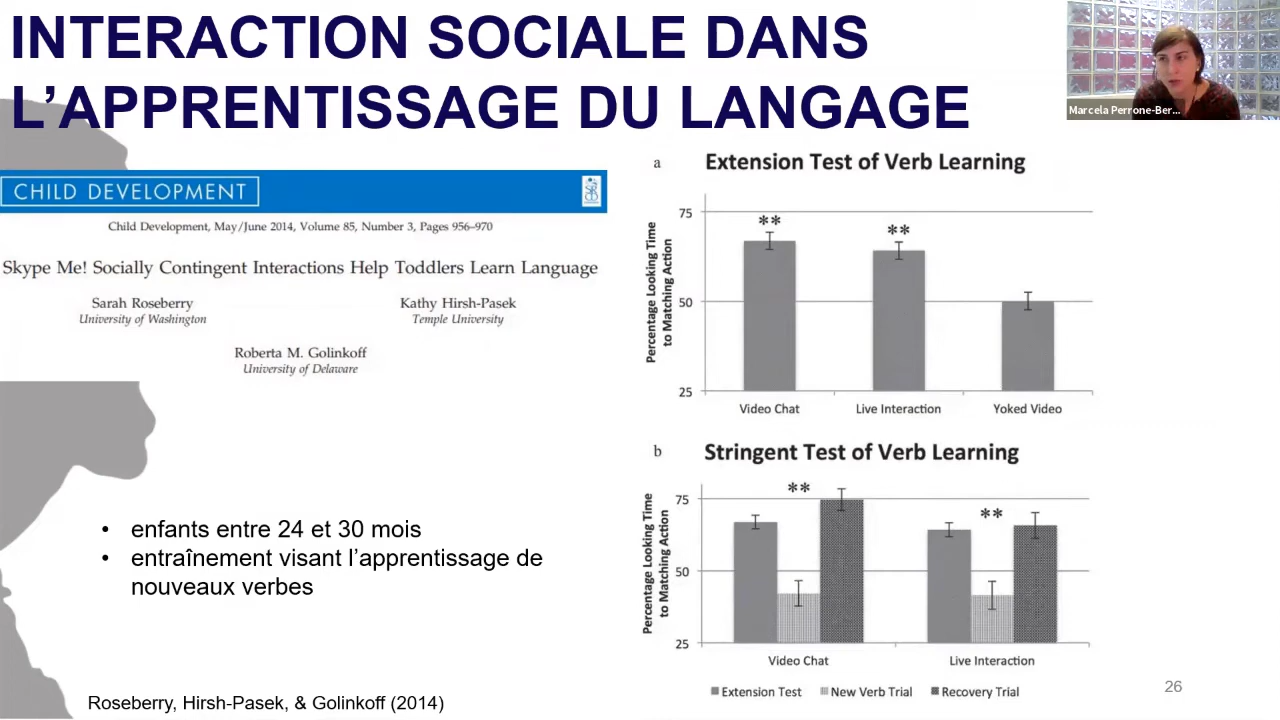 INTERACTION SOCIALE DANS
L'APPRENTISSAGE DU LANGAGE
Marcela Perrone-Ber...
CHILD DEVELOPMENT
Child Development, May/June 2014, Volume 85, Number 3, Pages 956–970
Skype Me! Socially Contingent Interactions Help Toddlers Learn Language
Sarah Roseberry
University of Washington
Kathy Hirsh-Pasek
Temple University
Roberta M. Golinkoff
University of Delaware
• enfants entre 24 et 30 mois
• entraînement visant l'apprentissage de
nouveaux verbes
Roseberry, Hirsh-Pasek, & Golinkoff (2014)
a
Extension Test of Verb Learning
Percentage Looking Time
to Matching Action
75
50
25
**
**
Video Chat
Live Interaction
Yoked Video
b
Stringent Test of Verb Learning
Percentage Looking Time
to Matching Action
75
50
25
**
**
Video Chat
Live Interaction
Extension Test
New Verb Trial
Recovery Trial
26